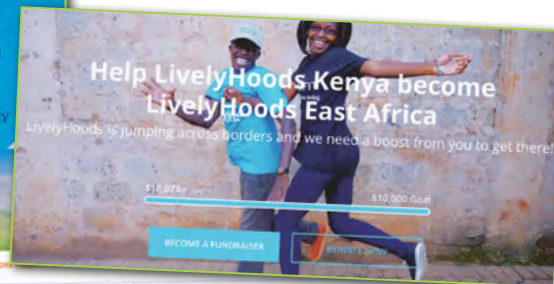 Help LivelyHoods Kenya become
LivelyHoods East Africa
LivelyHoods is jumping across borders and we need a boost from you to get there!
$10,000 Goal
BECOME A FUNDRAISER
DONATE NOW